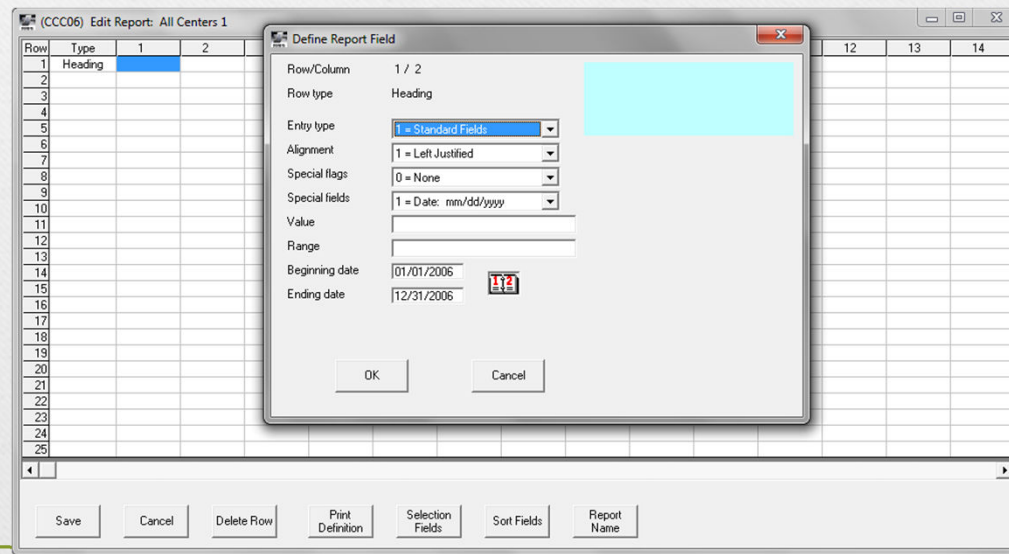 (CCC06) Edit Report: All Centers 1
Row Type 1 2 12 13 14
1 Heading
2
3
4
5
6
7
8
9
10
11
12
13
14
15
16
17
18
19
20
21
22
23
24
25
Define Report Field
Row/Column 1 / 2
Row type Heading
Entry type 1 = Standard Fields
Alignment 1 = Left Justified
Special flags 0 = None
Special fields 1 = Date: mm/dd/yyyy
Value
Range
Beginning date 01/01/2006
Ending date 12/31/2006
1 2
OK Cancel
Save Cancel Delete Row Print Definition Selection Fields Sort Fields Report Name